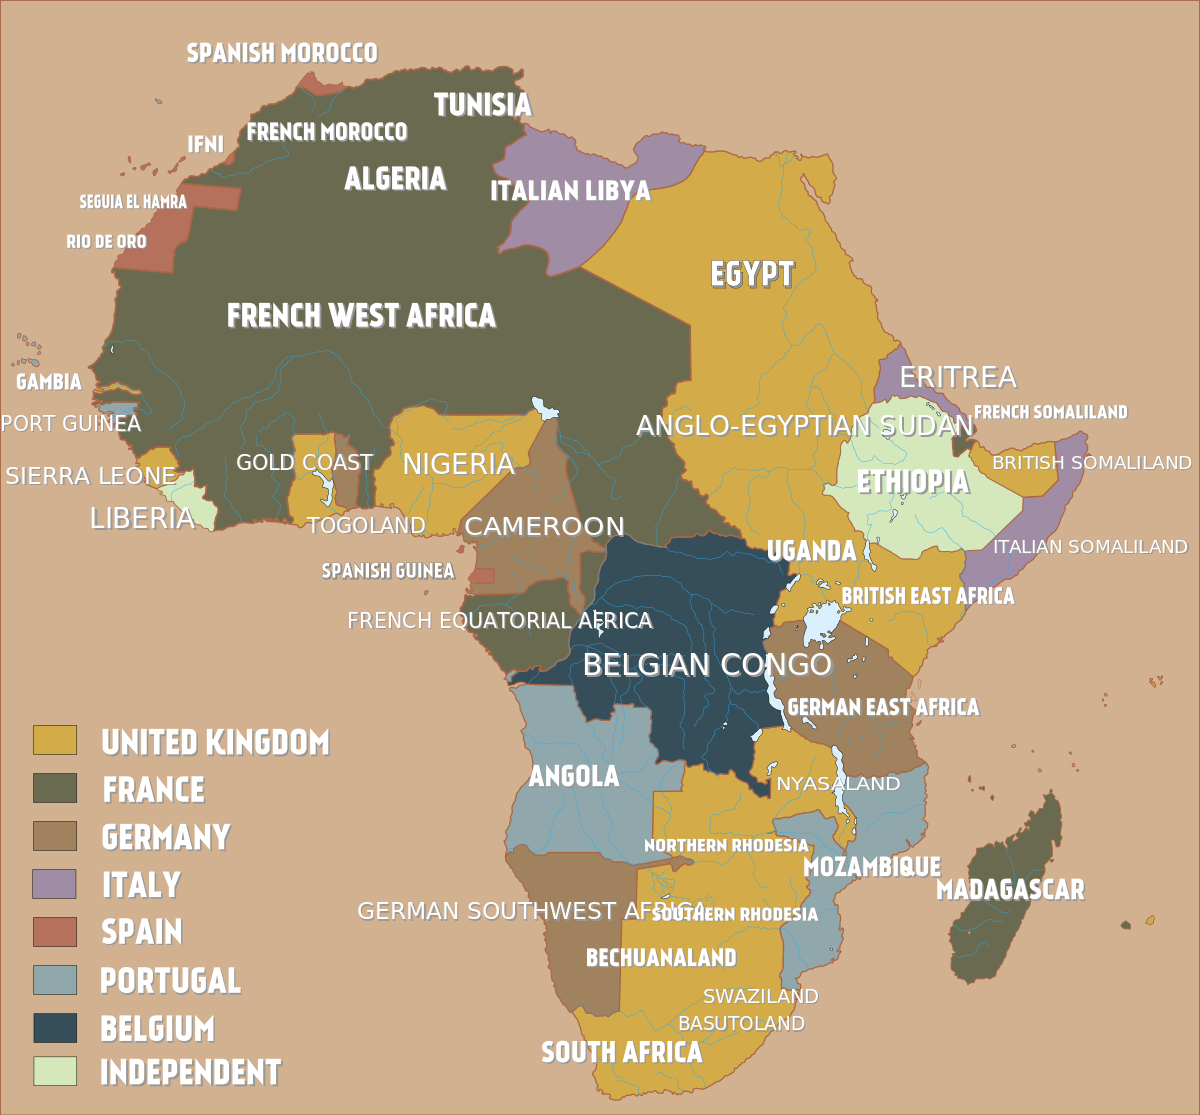 SPANISH MOROCCO
TUNISIA
FRENCH MOROCCO
IFNI
ALGERIA
ITALIAN LIBYA
SEGUIA EL HAMRA
RIO DE ORO
EGYPT
FRENCH WEST AFRICA
ERITREA
GAMBIA
FRENCH SOMALILAND
PORT GUINEA
ANGLO-EGYPTIAN SUDAN
GOLD COAST
NIGERIA
BRITISH SOMALILAND
SIERRA LEONE
ETHIOPIA
LIBERIA
TOGOLAND
CAMEROON
ITALIAN SOMALILAND
UGANDA
SPANISH GUINEA
BRITISH EAST AFRICA
FRENCH EQUATORIAL AFRICA
BELGIAN CONGO
GERMAN EAST AFRICA
ANGOLA
NYASALAND
NORTHERN RHODESIA
MOZAMBIQUE
MADAGASCAR
GERMAN SOUTHWEST AFRICA
SOUTHERN RHODESIA
BECHUANALAND
SWAZILAND
BASUTOLAND
SOUTH AFRICA
UNITED KINGDOM
FRANCE
GERMANY
ITALY
SPAIN
PORTUGAL
BELGIUM
INDEPENDENT